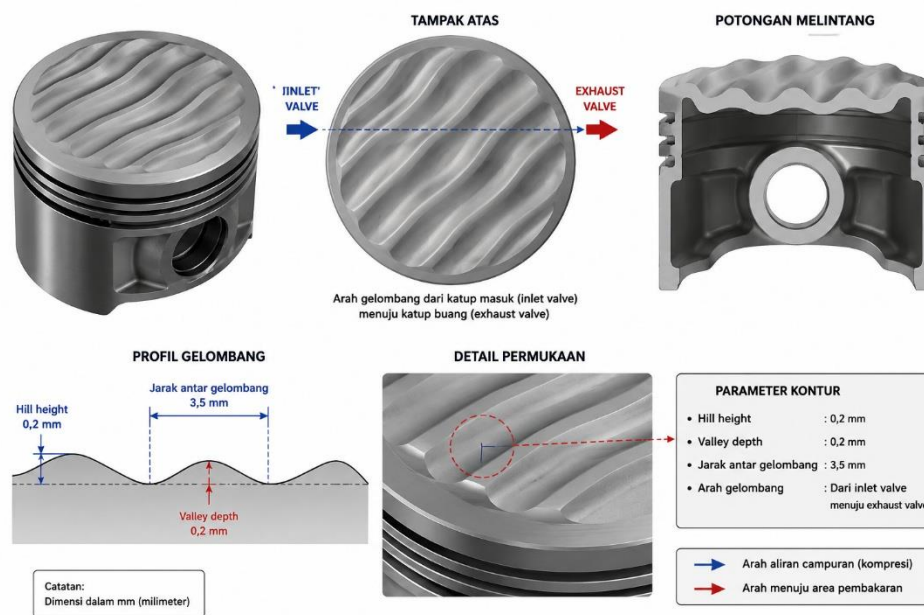 TAMPAK ATAS
POTONGAN MELINTANG
' 'JINLET'
VALVE
EXHAUST
VALVE
Arah gelombang dari katup masuk (inlet valve)
menuju katup buang (exhaust valve)
PROFIL GELOMBANG
Jarak antar gelombang
3,5 mm
Hill height
0,2 mm
Valley depth
0,2 mm
Catatan:
Dimensi dalam mm (milimeter)
DETAIL PERMUKAAN
PARAMETER KONTUR
• Hill height : 0,2 mm
• Valley depth : 0,2 mm
• Jarak antar gelombang : 3,5 mm
• Arah gelombang : Dari inlet valve
menuju exhaust valve
Arah aliran campuran (kompresi)
Arah menuju area pembakaran